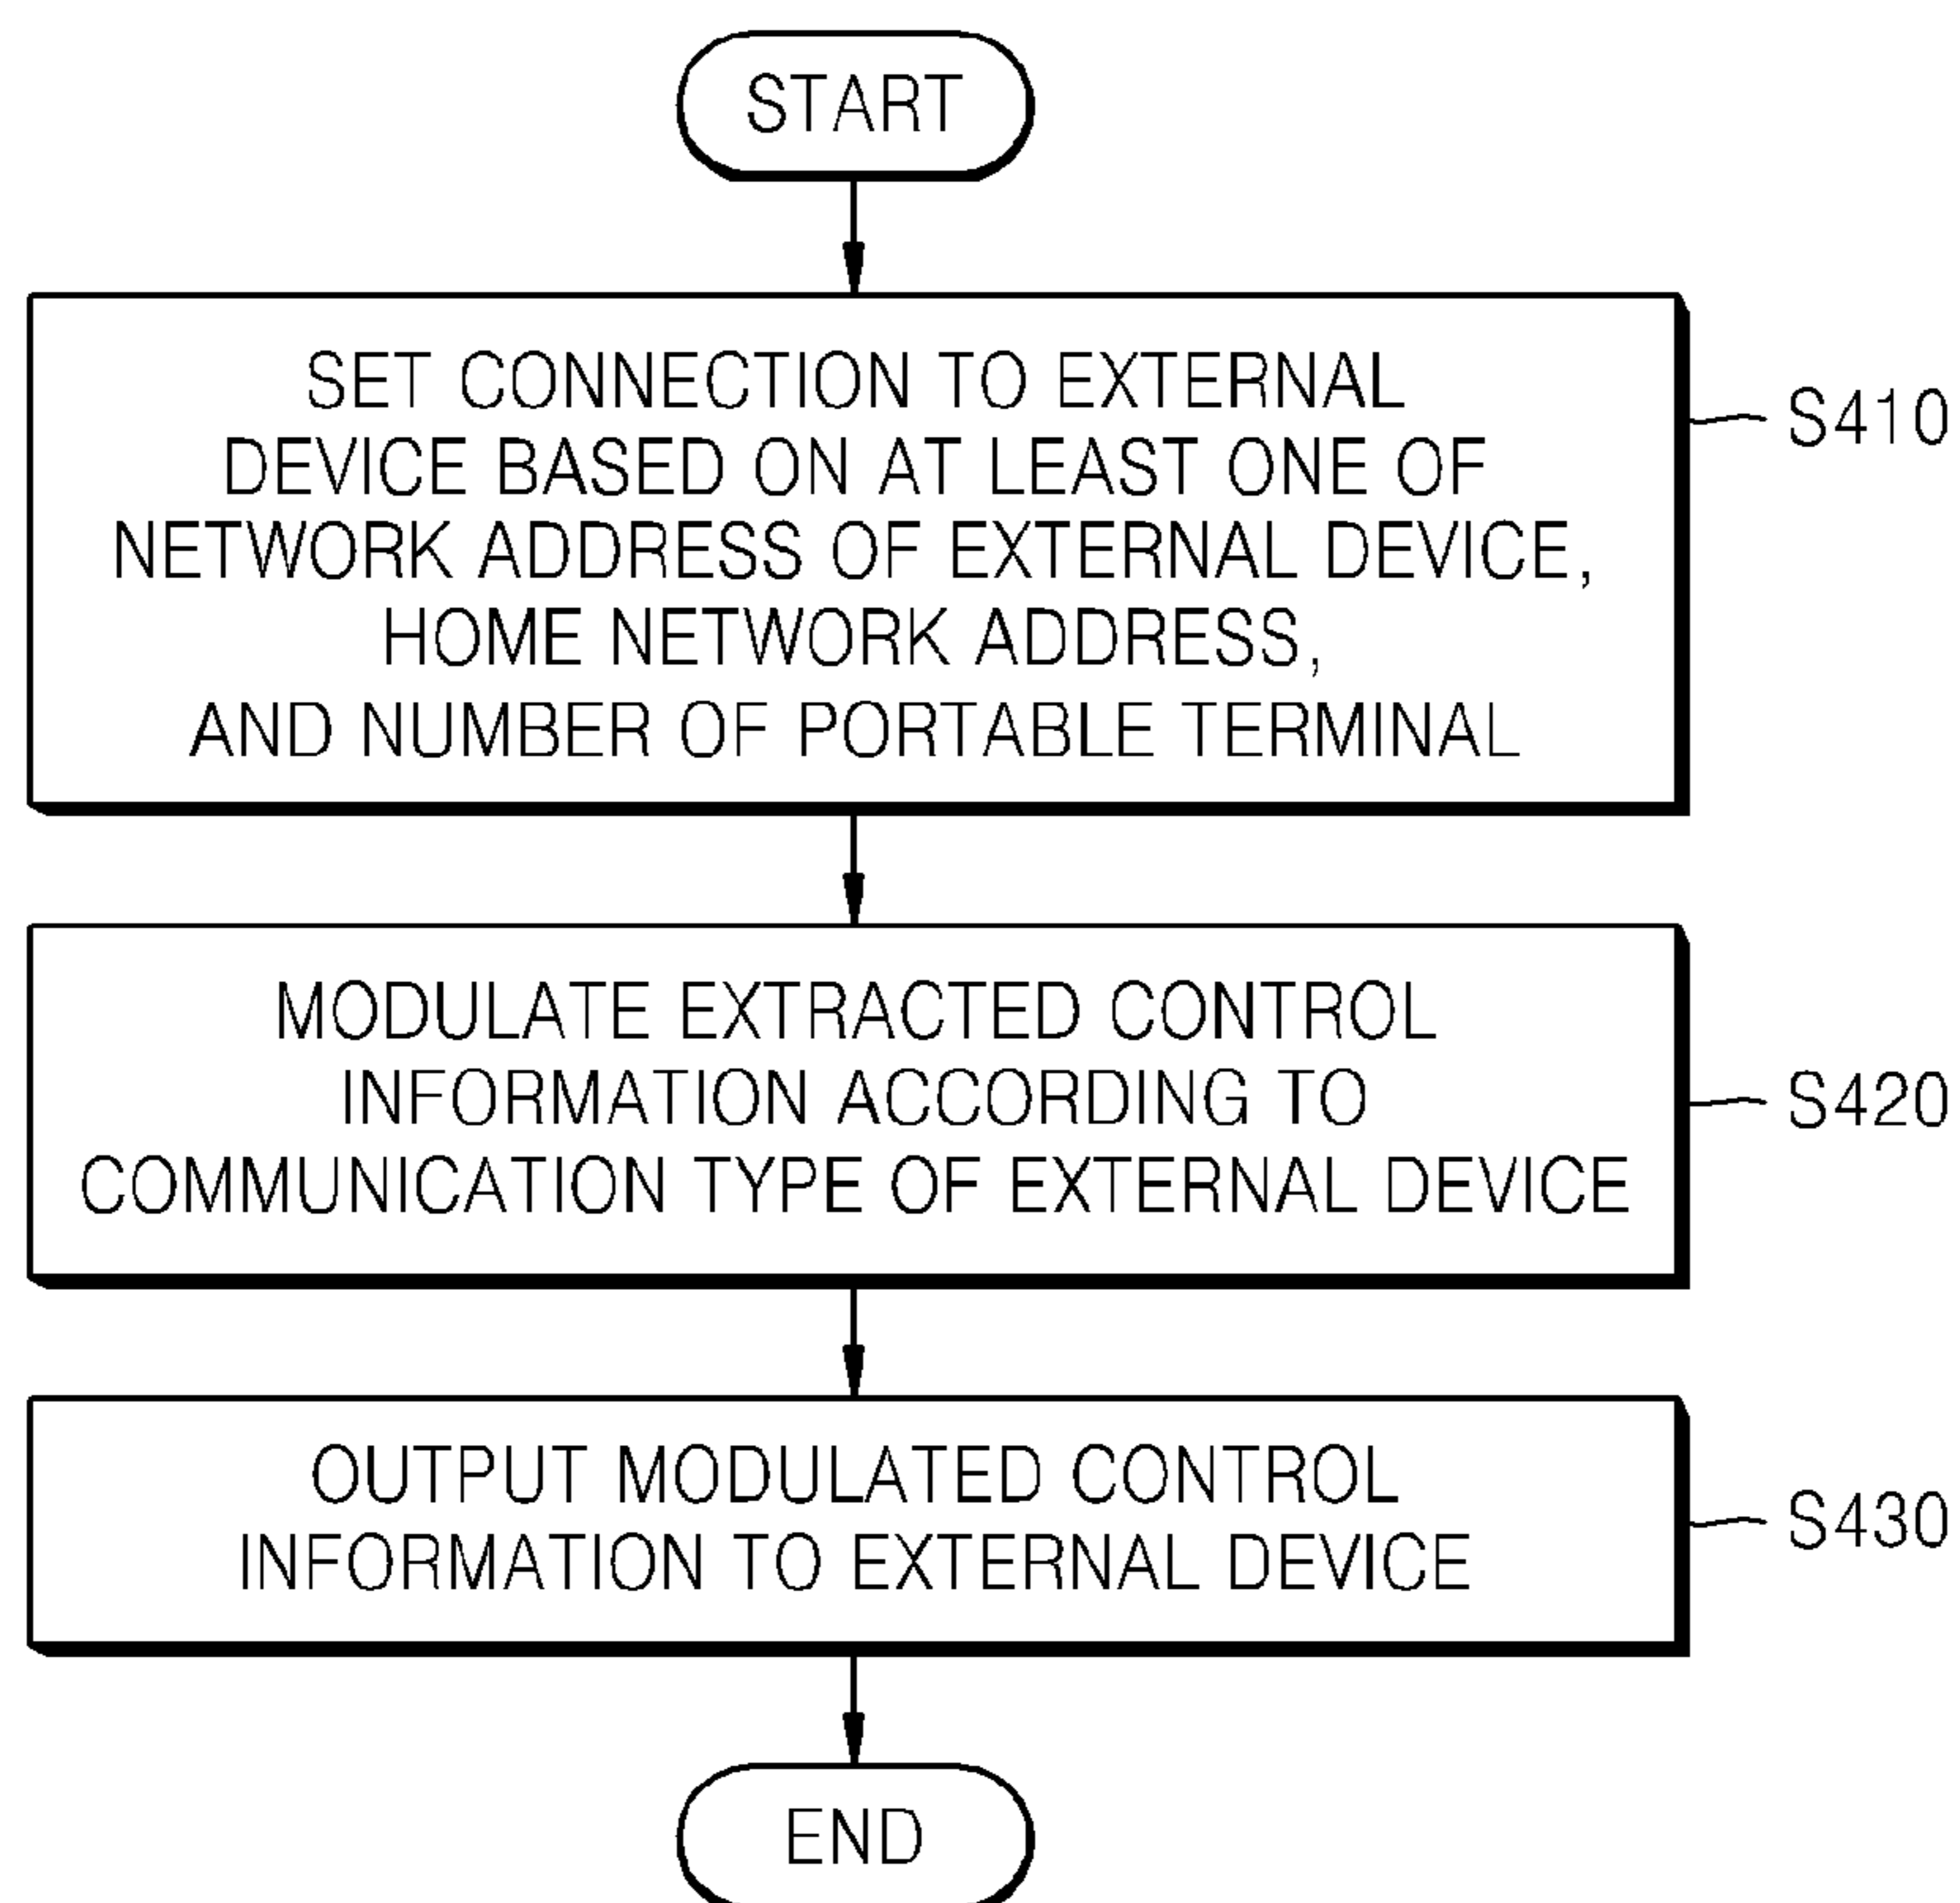 START
SET CONNECTION TO EXTERNAL
DEVICE BASED ON AT LEAST ONE OF
NETWORK ADDRESS OF EXTERNAL DEVICE,
HOME NETWORK ADDRESS,
AND NUMBER OF PORTABLE TERMINAL
S410
MODULATE EXTRACTED CONTROL
INFORMATION ACCORDING TO
COMMUNICATION TYPE OF EXTERNAL DEVICE
S420
OUTPUT MODULATED CONTROL
INFORMATION TO EXTERNAL DEVICE
S430
END